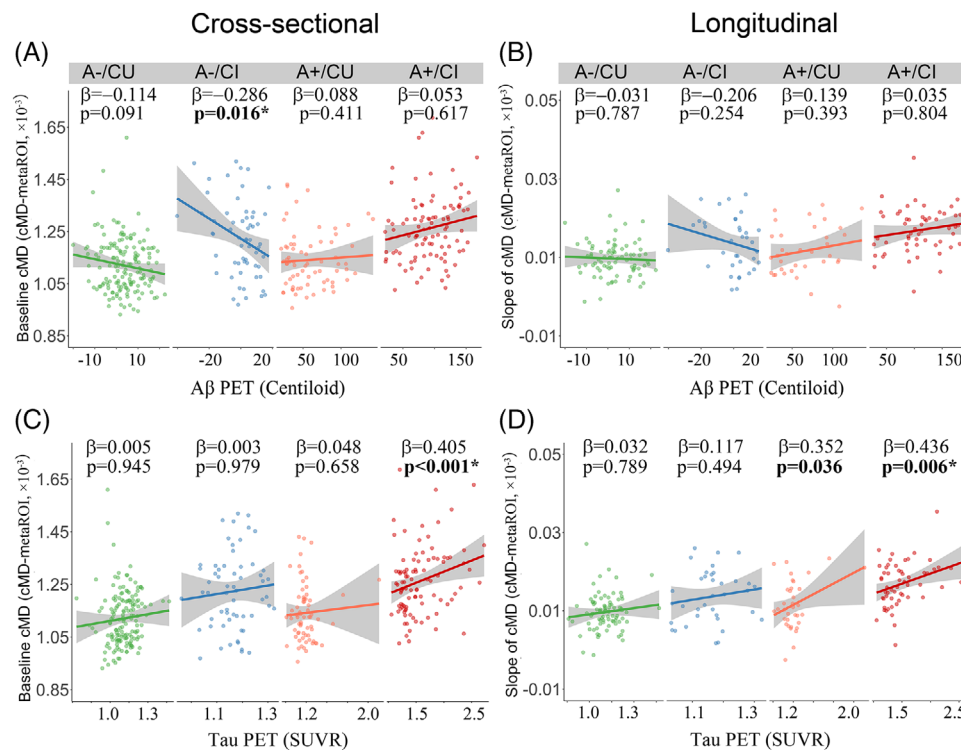 Cross-sectional
Longitudinal
(A)
A-/CU A-/CI A+/CU A+/CI
β=−0.114 β=−0.286 β=0.088 β=0.053
p=0.091 p=0.016* p=0.411 p=0.617
Baseline cMD (cMD-metaROI, ×10⁻³)
1.65
1.45
1.25
1.05
0.85
-10 10 -20 20 50 100 50 150
Aβ PET (Centiloid)
(B)
A-/CU A-/CI A+/CU A+/CI
β=−0.031 β=−0.206 β=0.139 β=0.035
p=0.787 p=0.254 p=0.393 p=0.804
Slope of cMD (cMD-metaROI, ×10⁻³)
0.05
0.03
0.01
-0.01
-10 10 -20 20 50 100 50 150
Aβ PET (Centiloid)
(C)
β=0.005 β=0.003 β=0.048 β=0.405
p=0.945 p=0.979 p=0.658 p<0.001*
Baseline cMD (cMD-metaROI, ×10⁻³)
1.65
1.45
1.25
1.05
0.85
1.0 1.3 1.1 1.3 1.2 2.0 1.5 2.5
Tau PET (SUVR)
(D)
β=0.032 β=0.117 β=0.352 β=0.436
p=0.789 p=0.494 p=0.036 p=0.006*
Slope of cMD (cMD-metaROI, ×10⁻³)
0.05
0.03
0.01
-0.01
1.0 1.3 1.1 1.3 1.2 2.0 1.5 2.5
Tau PET (SUVR)